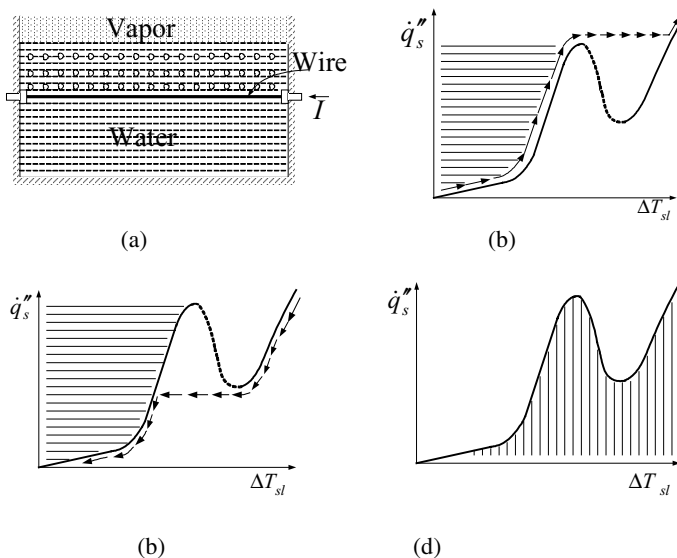 Vapor
Wire
I
Water
(a)
q̇″ₛ
ΔTₛₗ
(b)
q̇″ₛ
ΔTₛₗ
(b)
q̇″ₛ
ΔTₛₗ
(d)